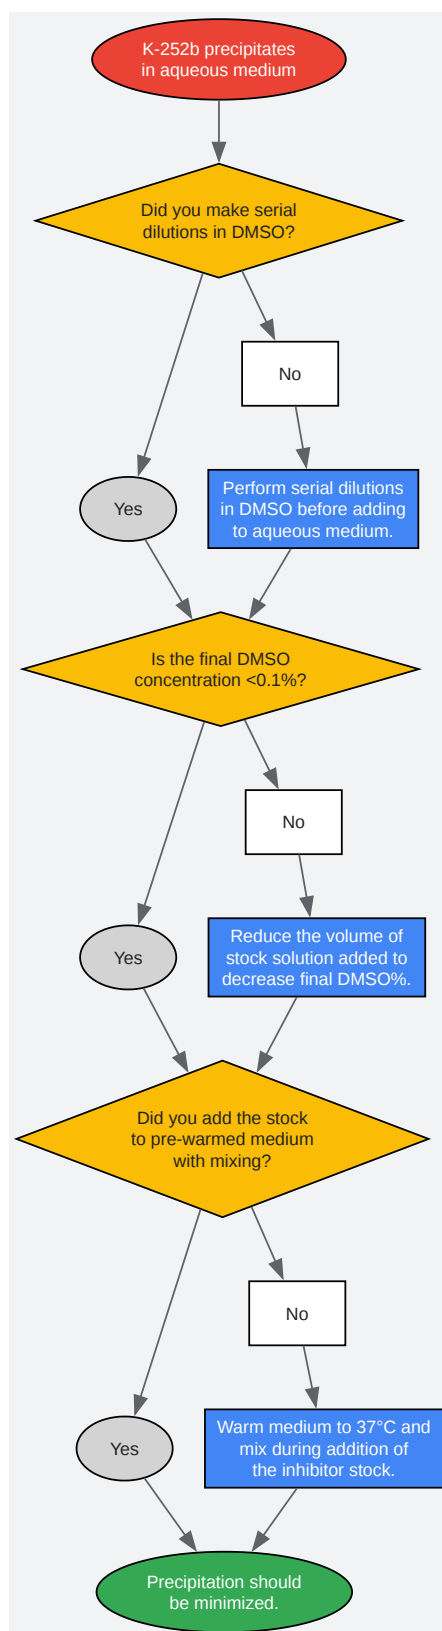 K-252b precipitates
in aqueous medium
Did you make serial
dilutions in DMSO?
No
Yes
Perform serial dilutions
in DMSO before adding
to aqueous medium.
Is the final DMSO
concentration <0.1%?
No
Yes
Reduce the volume of
stock solution added to
decrease final DMSO%.
Did you add the stock
to pre-warmed medium
with mixing?
No
Yes
Warm medium to 37°C and
mix during addition of
the inhibitor stock.
Precipitation should
be minimized.